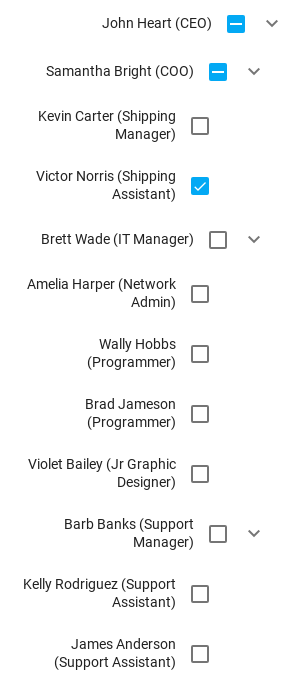 John Heart (CEO)
Samantha Bright (COO)
Kevin Carter (Shipping
Manager)
Victor Norris (Shipping
Assistant)
Brett Wade (IT Manager)
Amelia Harper (Network
Admin)
Wally Hobbs
(Programmer)
Brad Jameson
(Programmer)
Violet Bailey (Jr Graphic
Designer)
Barb Banks (Support
Manager)
Kelly Rodriguez (Support
Assistant)
James Anderson
(Support Assistant)